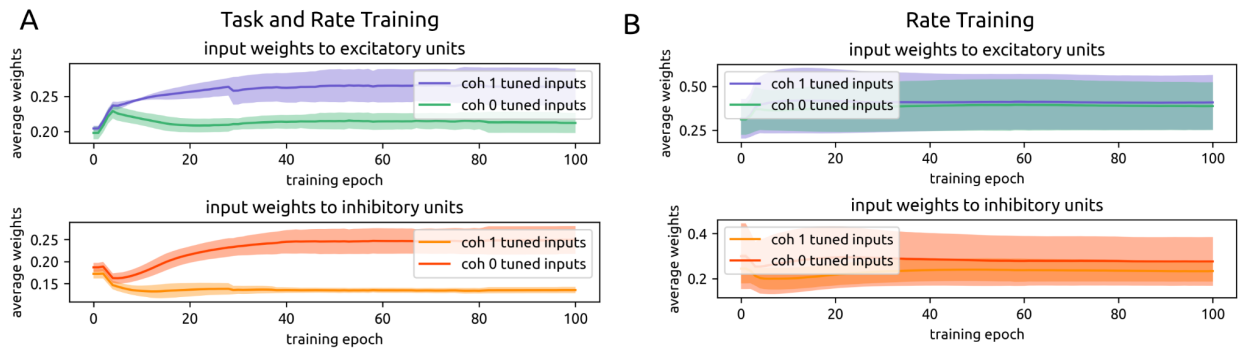 A
Task and Rate Training
input weights to excitatory units
average weights
0.25
0.20
coh 1 tuned inputs
coh 0 tuned inputs
0 20 40 60 80 100
training epoch
input weights to inhibitory units
average weights
0.25
0.20
0.15
coh 1 tuned inputs
coh 0 tuned inputs
0 20 40 60 80 100
training epoch
B
Rate Training
input weights to excitatory units
average weights
0.50
0.25
coh 1 tuned inputs
coh 0 tuned inputs
0 20 40 60 80 100
training epoch
input weights to inhibitory units
average weights
0.4
0.2
coh 1 tuned inputs
coh 0 tuned inputs
0 20 40 60 80 100
training epoch